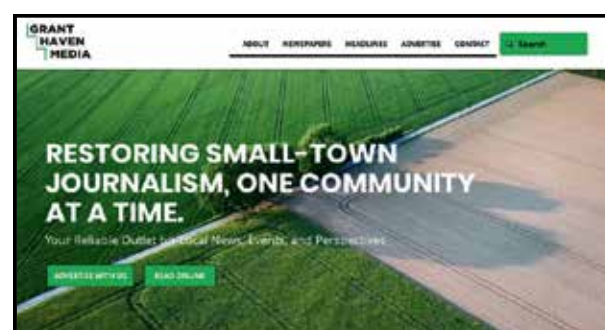 GRANT
HAVEN
MEDIA
ABOUT NEWSPAPERS HEADLINES ADVERTISE CONTACT Search
RESTORING SMALL-TOWN
JOURNALISM, ONE COMMUNITY
AT A TIME.
Your Reliable Outlet for Local News, Events, and Perspectives
ADVERTISE WITH US READ ONLINE